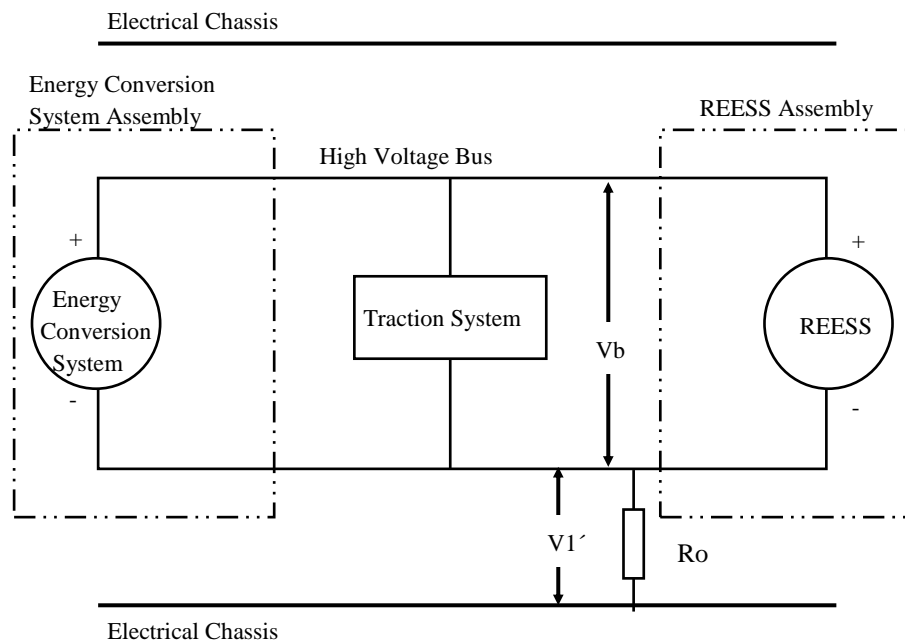 Electrical Chassis
Energy Conversion
System Assembly
REESS Assembly
High Voltage Bus
+
+
Energy
Conversion
System
Traction System
Vb
REESS
-
-
V1´
Ro
Electrical Chassis